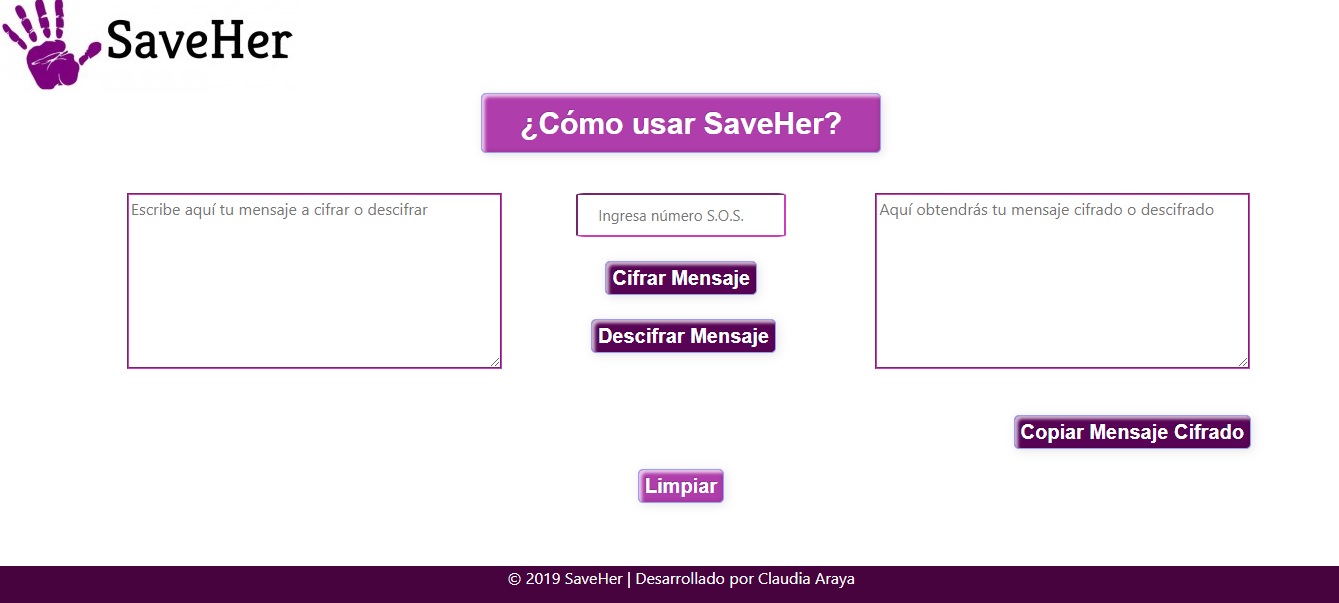 SaveHer
¿Cómo usar SaveHer?
Escribe aquí tu mensaje a cifrar o descifrar
Ingresa número S.O.S.
Aquí obtendrás tu mensaje cifrado o descifrado
Cifrar Mensaje
Descifrar Mensaje
Copiar Mensaje Cifrado
Limpiar
© 2019 SaveHer | Desarrollado por Claudia Araya